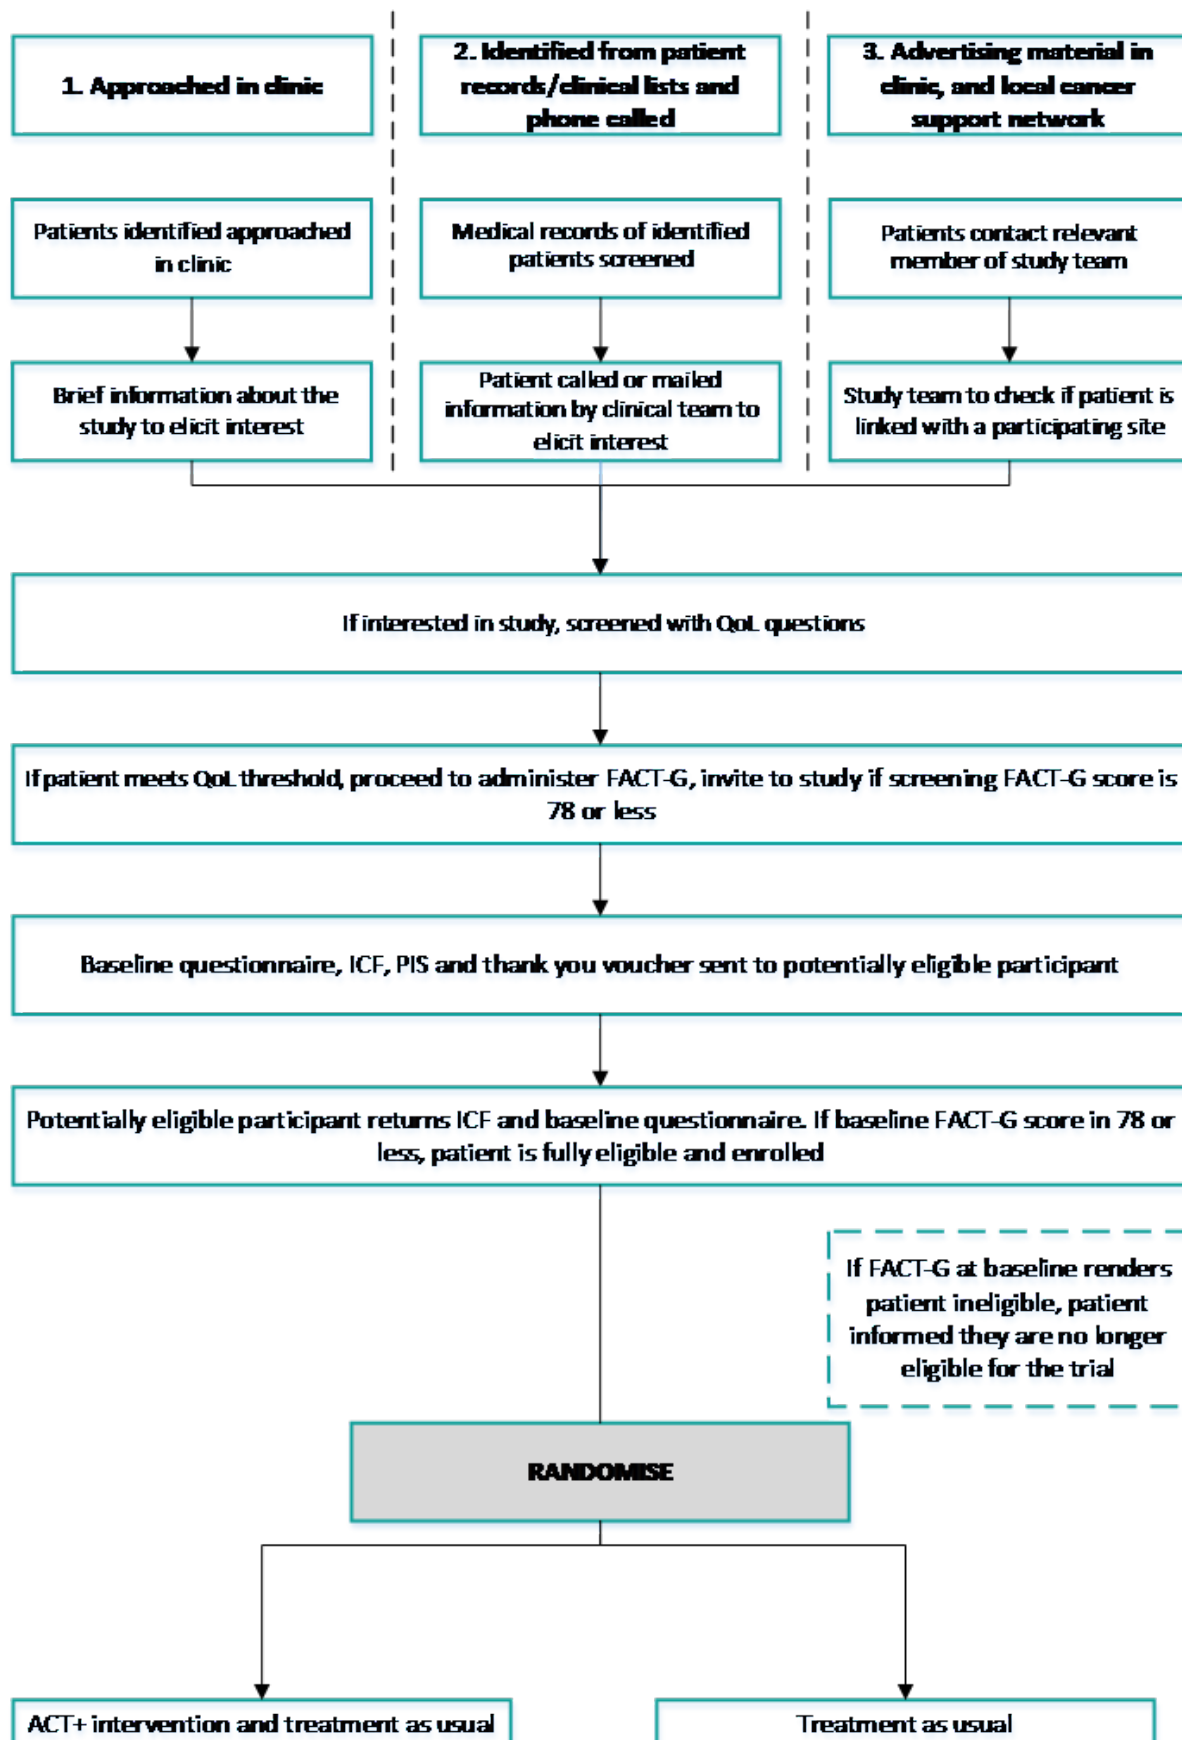 1. Approached in clinic
2. Identified from patient
records/clinical lists and
phone called
3. Advertising material in
clinic, and local cancer
support network
Patients identified approached
in clinic
Medical records of identified
patients screened
Patients contact relevant
member of study team
Brief information about the
study to elicit interest
Patient called or mailed
information by clinical team to
elicit interest
Study team to check if patient is
linked with a participating site
If interested in study, screened with QoL questions
If patient meets QoL threshold, proceed to administer FACT-G, invite to study if screening FACT-G score is
78 or less
Baseline questionnaire, ICF, PIS and thank you voucher sent to potentially eligible participant
Potentially eligible participant returns ICF and baseline questionnaire. If baseline FACT-G score in 78 or
less, patient is fully eligible and enrolled
If FACT-G at baseline renders
patient ineligible, patient
informed they are no longer
eligible for the trial
RANDOMISE
ACT+ intervention and treatment as usual
Treatment as usual